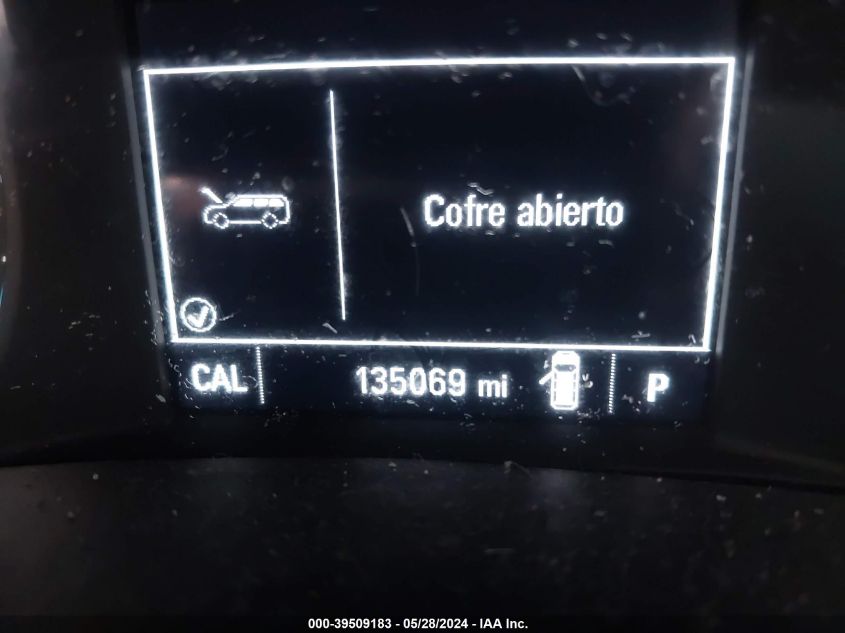 Cofre abierto
CAL 135069 mi P
000-39509183 - 05/28/2024 - IAA Inc.